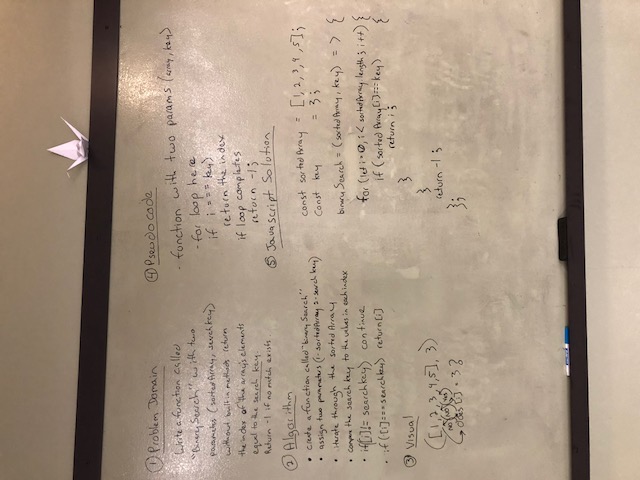 ① Problem Domain
Write a function called
"Binary Search" with two
parameters (sortedArray, searchkey)
without built in methods return
the index of the array's elements
equal to the search key.
Return -1 if no match exists.
② Algorithm
• create a function called "binary Search"
• assign two parameters (1- sortedArray 2- search key)
• iterate through the sorted Array
• compare the search key to the values in each index
• if [i] != searchkey) continue
• if ([i] === searchkey) return [i]
③ Visual
([1, 2, 3, 4, 5], 3)
NO NO YES
does [i] = 3?
④ Pseudocode
- function with two params (array, key)
- for loop here
if i === key)
return the index
if loop completes
return -1;
⑤ Javascript Solution
const sortedArray = [1, 2, 3, 4, 5];
const key = 3;
binarySearch = (sortedArray, key) => {
for (let i = 0; i < sortedArray.length; i++) {
if (sortedArray[i] === key) {
return i;
}
}
return -1;
};